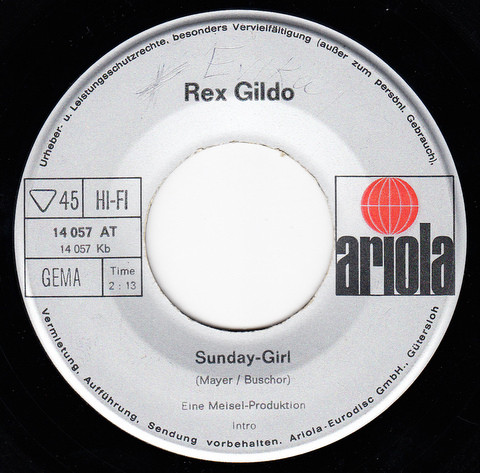 Urheber- u. Leistungsschutzrechte, besonders Vervielfältigung (außer zum persönl. Gebrauch).
Rex Gildo
45 HI-FI
14 057 AT
14 057 Kb
GEMA
Time
2 : 13
ariola
Sunday-Girl
(Mayer / Buschor)
Eine Meisel-Produktion
Intro
Vermietung, Aufführung, Sendung vorbehalten. Ariola-Eurodisc GmbH., Gütersloh